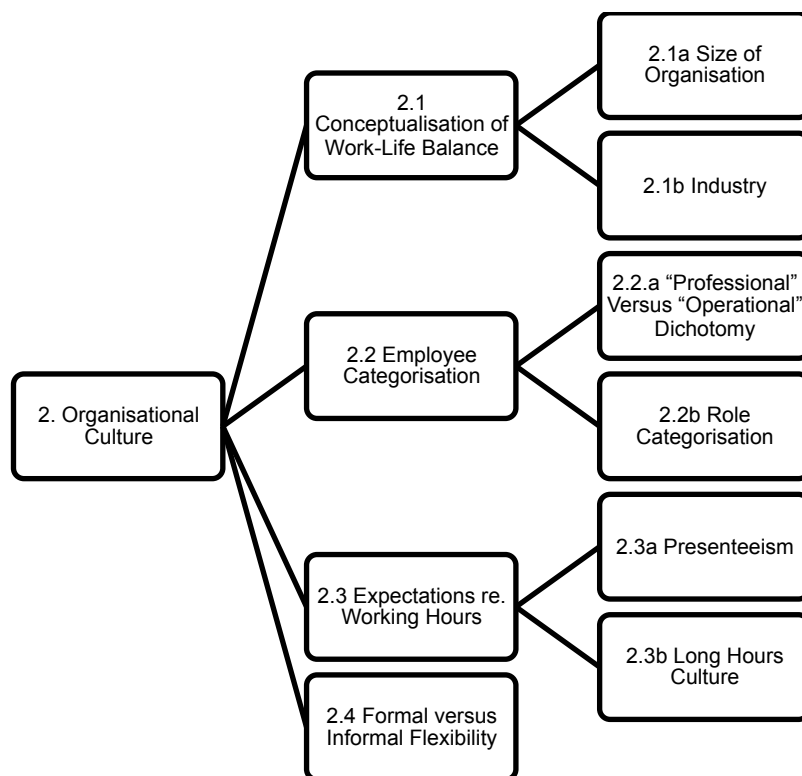 2. Organisational
Culture
2.1
Conceptualisation of
Work-Life Balance
2.1a Size of
Organisation
2.1b Industry
2.2 Employee
Categorisation
2.2.a “Professional”
Versus “Operational”
Dichotomy
2.2b Role
Categorisation
2.3 Expectations re.
Working Hours
2.3a Presenteeism
2.3b Long Hours
Culture
2.4 Formal versus
Informal Flexibility